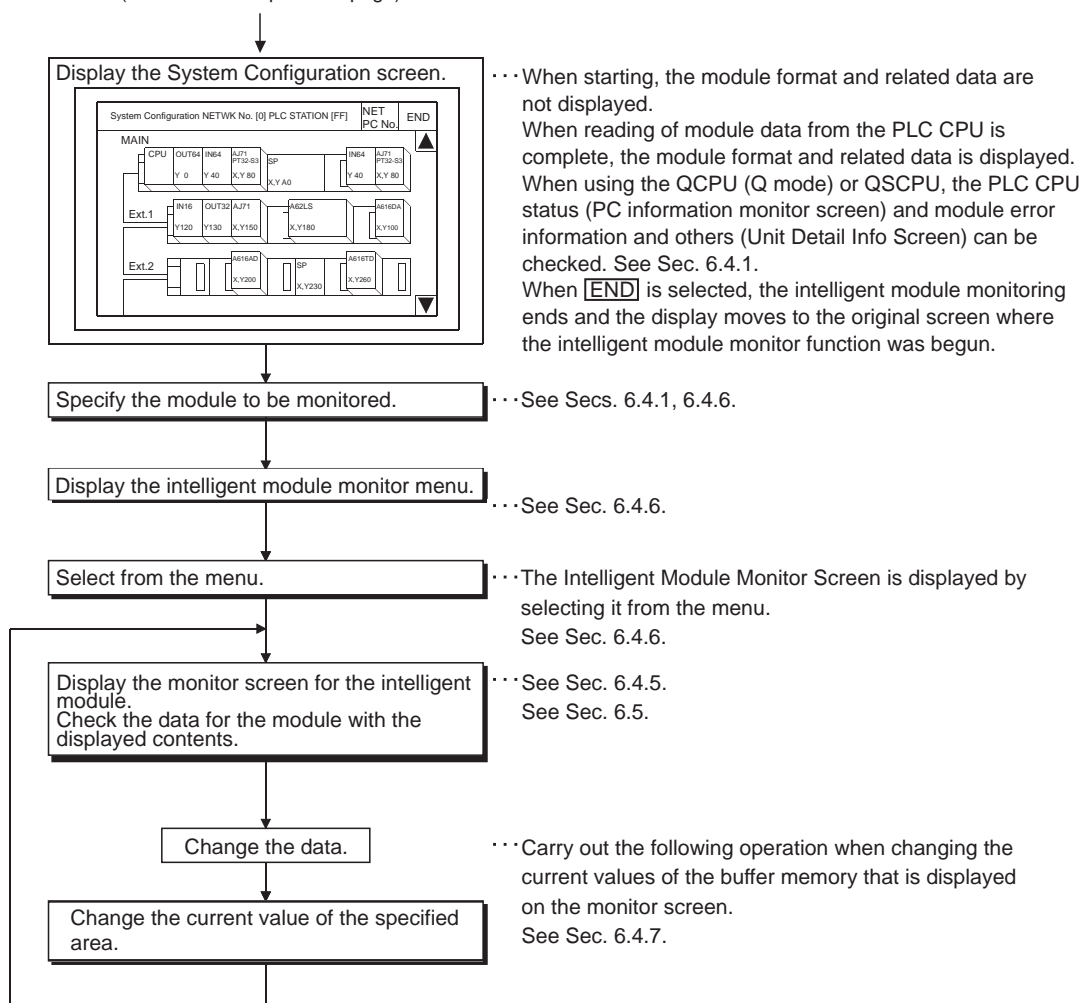 Display the System Configuration screen.
System Configuration NETWK No. [0] PLC STATION [FF]
NET
PC No.
END
MAIN
CPU OUT64 IN64 AJ71 PT32-S3 SP IN64 AJ71 PT32-S3
Y 0 Y 40 X,Y 80 X,Y A0 Y 40 X,Y 80
Ext.1
IN16 OUT32 AJ71 A62LS A616DA
Y120 Y130 X,Y150 X,Y180 X,Y100
Ext.2
A616AD SP A616TD
X,Y200 X,Y230 X,Y260
···When starting, the module format and related data are
not displayed.
When reading of module data from the PLC CPU is
complete, the module format and related data is displayed.
When using the QCPU (Q mode) or QSCPU, the PLC CPU
status (PC information monitor screen) and module error
information and others (Unit Detail Info Screen) can be
checked. See Sec. 6.4.1.
When END is selected, the intelligent module monitoring
ends and the display moves to the original screen where
the intelligent module monitor function was begun.
Specify the module to be monitored.
···See Secs. 6.4.1, 6.4.6.
Display the intelligent module monitor menu.
···See Sec. 6.4.6.
Select from the menu.
···The Intelligent Module Monitor Screen is displayed by
selecting it from the menu.
See Sec. 6.4.6.
Display the monitor screen for the intelligent
module.
Check the data for the module with the
displayed contents.
···See Sec. 6.4.5.
See Sec. 6.5.
Change the data.
···Carry out the following operation when changing the
current values of the buffer memory that is displayed
on the monitor screen.
See Sec. 6.4.7.
Change the current value of the specified
area.